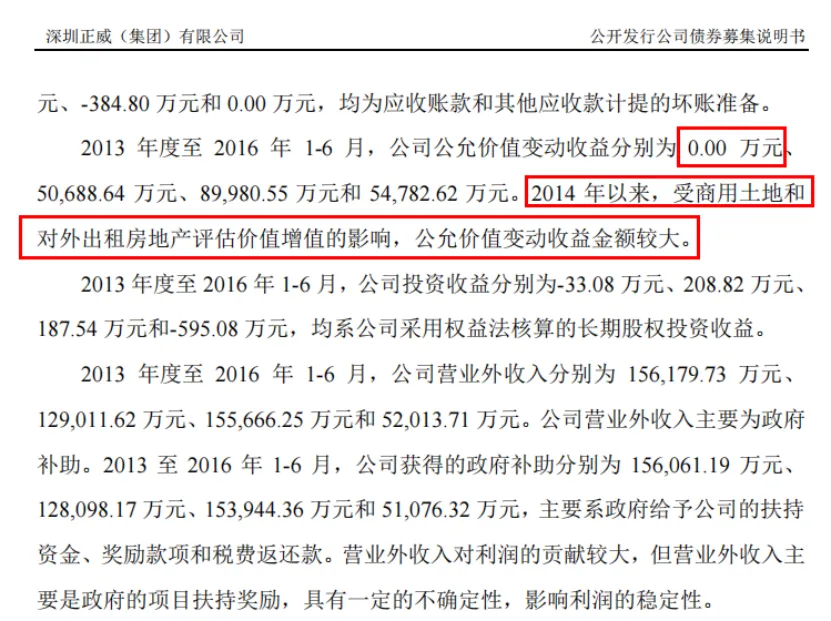 深圳正威（集团）有限公司 公开发行公司债券募集说明书
元、-384.80 万元和 0.00 万元，均为应收账款和其他应收款计提的坏账准备。
2013 年度至 2016 年 1-6 月，公司公允价值变动收益分别为 0.00 万元、
50,688.64 万元、89,980.55 万元和 54,782.62 万元。2014 年以来，受商用土地和
对外出租房地产评估价值增值的影响，公允价值变动收益金额较大。
2013 年度至 2016 年 1-6 月，公司投资收益分别为-33.08 万元、208.82 万元、
187.54 万元和-595.08 万元，均系公司采用权益法核算的长期股权投资收益。
2013 年度至 2016 年 1-6 月，公司营业外收入分别为 156,179.73 万元、
129,011.62 万元、155,666.25 万元和 52,013.71 万元。公司营业外收入主要为政府
补助。2013 至 2016 年 1-6 月，公司获得的政府补助分别为 156,061.19 万元、
128,098.17 万元、153,944.36 万元和 51,076.32 万元，主要系政府给予公司的扶持
资金、奖励款项和税费返还款。营业外收入对利润的贡献较大，但营业外收入主
要是政府的项目扶持奖励，具有一定的不确定性，影响利润的稳定性。